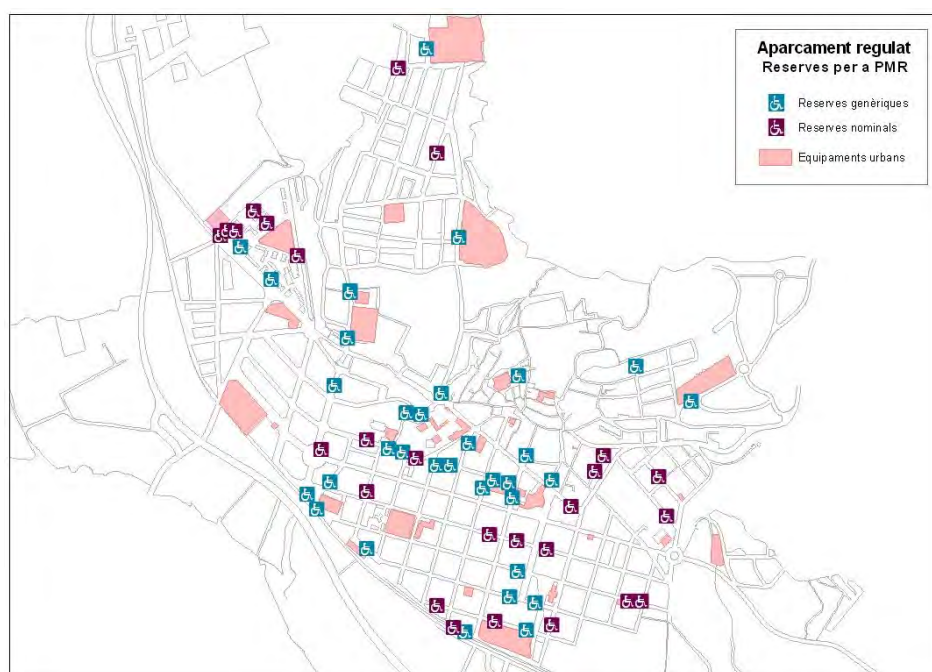 Aparcament regulat
Reserves per a PMR
Reserves genèriques
Reserves nominals
Equipaments urbans